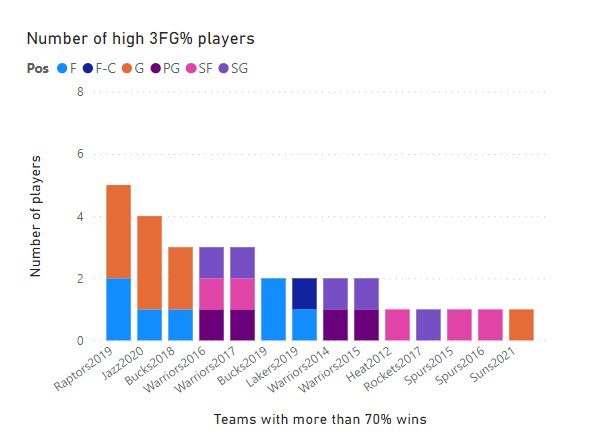 Number of high 3FG% players
Pos F F-C G PG SF SG
8
6
4
2
0
Number of players
Raptors2019
Jazz2020
Bucks2018
Warriors2016
Warriors2017
Bucks2019
Lakers2019
Warriors2014
Warriors2015
Heat2012
Rockets2017
Spurs2015
Spurs2016
Suns2021
Teams with more than 70% wins